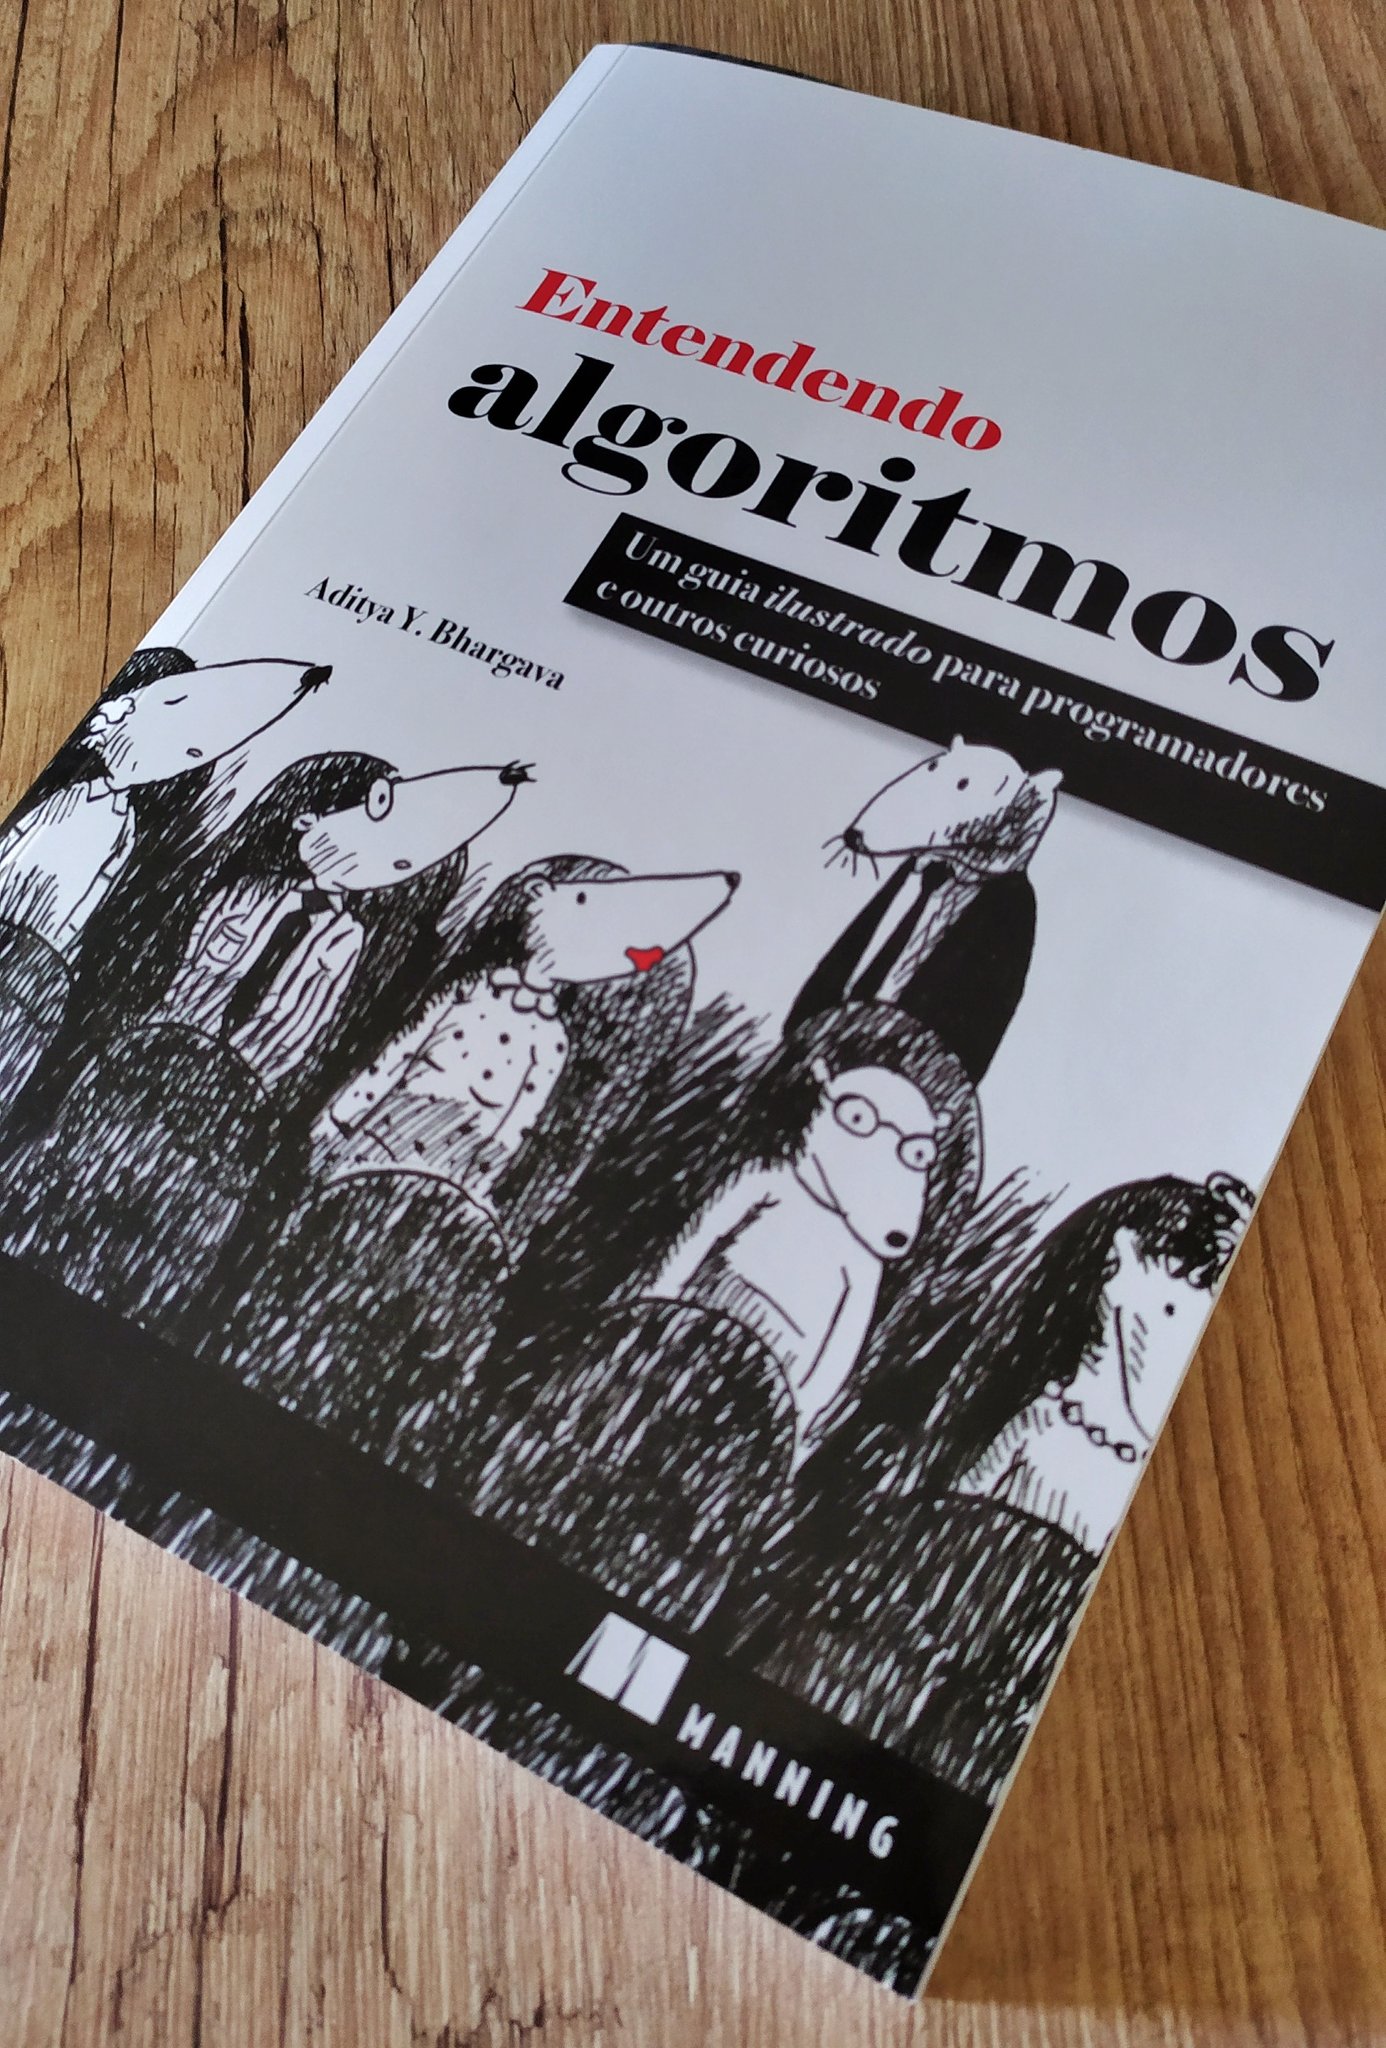 Entendendo
algoritmos
Um guia ilustrado para programadores
e outros curiosos
Aditya Y. Bhargava
MANNING